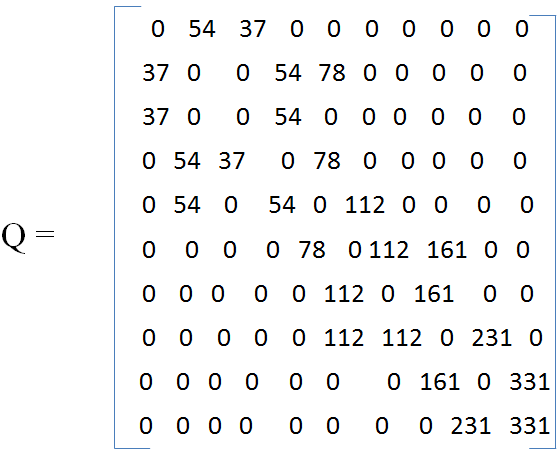 0 54 37 0 0 0 0 0 0 0
37 0 0 54 78 0 0 0 0 0
37 0 0 54 0 0 0 0 0 0
0 54 37 0 78 0 0 0 0 0
0 54 0 54 0 112 0 0 0 0
Q =
0 0 0 0 78 0 112 161 0 0
0 0 0 0 0 112 0 161 0 0
0 0 0 0 0 112 112 0 231 0
0 0 0 0 0 0 0 161 0 331
0 0 0 0 0 0 0 0 231 331